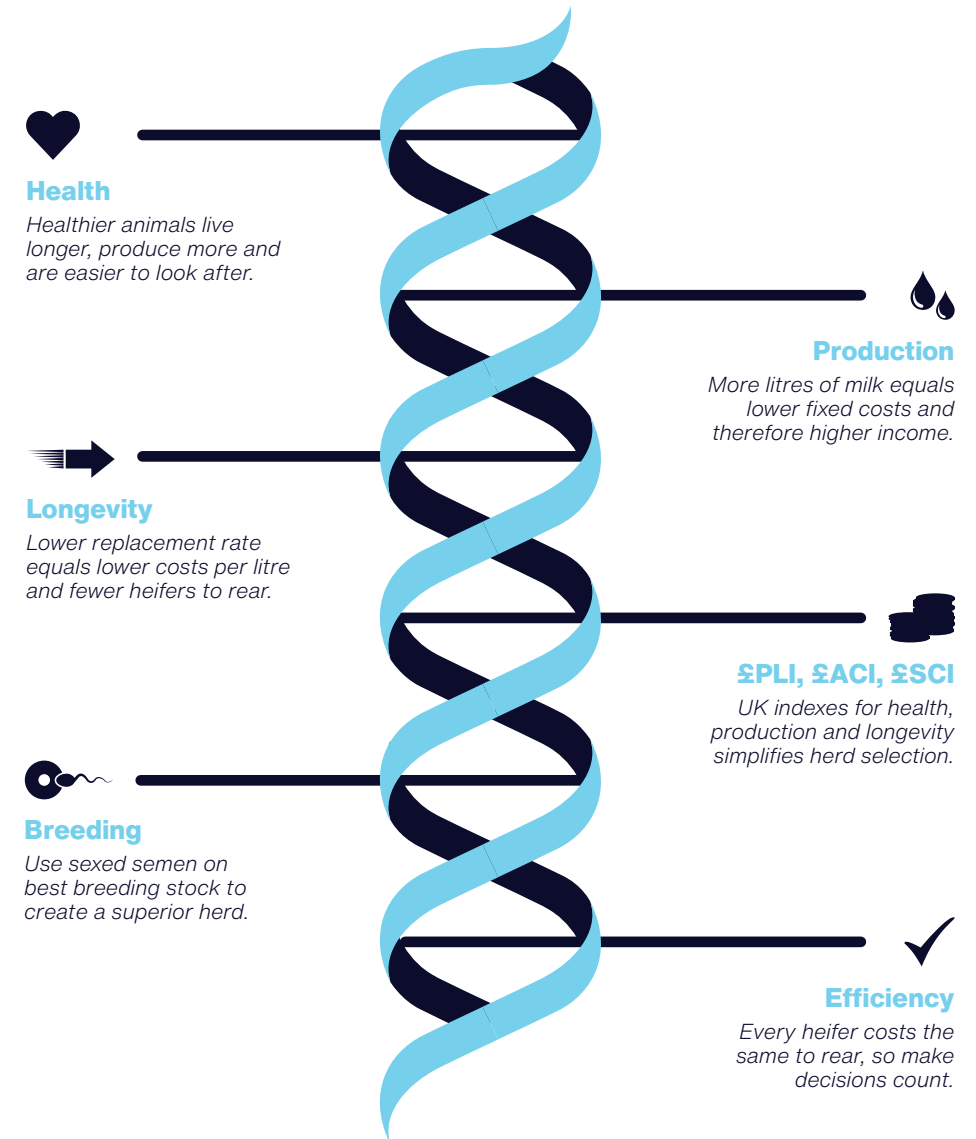 Health
Healthier animals live
longer, produce more and
are easier to look after.
Production
More litres of milk equals
lower fixed costs and
therefore higher income.
Longevity
Lower replacement rate
equals lower costs per litre
and fewer heifers to rear.
£PLI, £ACI, £SCI
UK indexes for health,
production and longevity
simplifies herd selection.
Breeding
Use sexed semen on
best breeding stock to
create a superior herd.
Efficiency
Every heifer costs the
same to rear, so make
decisions count.